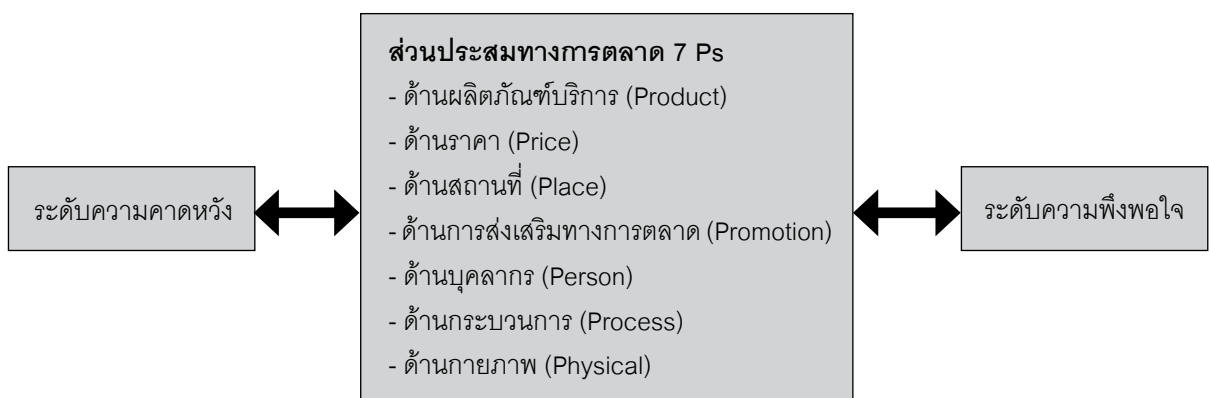 ส่วนประสมทางการตลาด 7 Ps
- ด้านผลิตภัณฑ์บริการ (Product)
- ด้านราคา (Price)
- ด้านสถานที่ (Place)
- ด้านการส่งเสริมทางการตลาด (Promotion)
- ด้านบุคลากร (Person)
- ด้านกระบวนการ (Process)
- ด้านกายภาพ (Physical)
ระดับความคาดหวัง
ระดับความพึงพอใจ